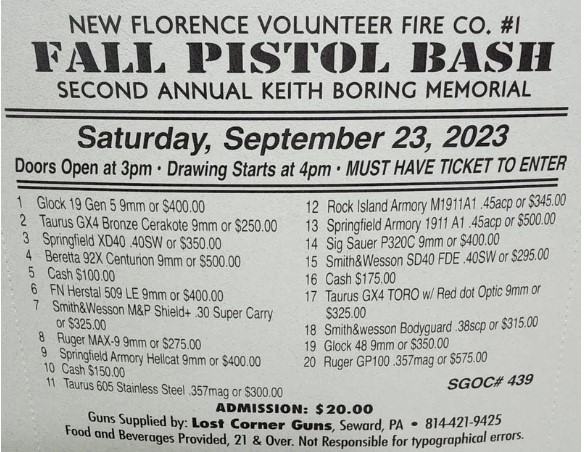 NEW FLORENCE VOLUNTEER FIRE CO. #1
FALL PISTOL BASH
SECOND ANNUAL KEITH BORING MEMORIAL
Saturday, September 23, 2023
Doors Open at 3pm · Drawing Starts at 4pm · MUST HAVE TICKET TO ENTER
1 Glock 19 Gen 5 9mm or $400.00
2 Taurus GX4 Bronze Cerakote 9mm or $250.00
3 Springfield XD40 .40SW or $350.00
4 Beretta 92X Centurion 9mm or $500.00
5 Cash $100.00
6 FN Herstal 509 LE 9mm or $400.00
7 Smith&Wesson M&P Shield+ .30 Super Carry
or $325.00
8 Ruger MAX-9 9mm or $275.00
9 Springfield Armory Hellcat 9mm or $400.00
10 Cash $150.00
11 Taurus 605 Stainless Steel .357mag or $300.00
12 Rock Island Armory M1911A1 .45acp or $345.00
13 Springfield Armory 1911 A1 .45acp or $500.00
14 Sig Sauer P320C 9mm or $400.00
15 Smith&Wesson SD40 FDE .40SW or $295.00
16 Cash $175.00
17 Taurus GX4 TORO w/ Red dot Optic 9mm or
$325.00
18 Smith&wesson Bodyguard .38scp or $315.00
19 Glock 48 9mm or $350.00
20 Ruger GP100 .357mag or $575.00
SGOC# 439
ADMISSION: $20.00
Guns Supplied by: Lost Corner Guns, Seward, PA • 814-421-9425
Food and Beverages Provided, 21 & Over. Not Responsible for typographical errors.